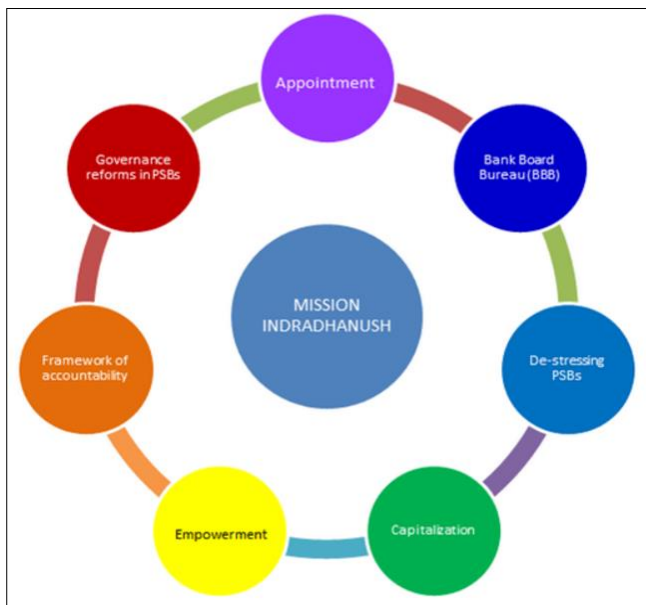 Appointment
Bank Board
Bureau (BBB)
De-stressing
PSBs
Capitalization
Empowerment
Framework of
accountability
Governance
reforms in PSBs
MISSION
INDRADHANUSH